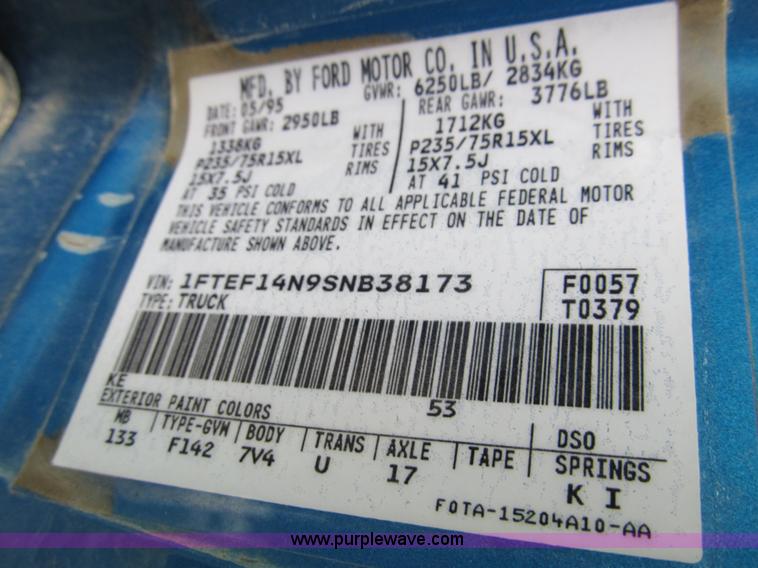 MFD. BY FORD MOTOR CO. IN U.S.A.
DATE: 05/95 GVWR: 6250LB/ 2834KG
FRONT GAWR: 2950LB REAR GAWR: 3776LB
1338KG WITH 1712KG WITH
P235/75R15XL TIRES P235/75R15XL TIRES
15X7.5J RIMS 15X7.5J RIMS
AT 35 PSI COLD AT 41 PSI COLD
THIS VEHICLE CONFORMS TO ALL APPLICABLE FEDERAL MOTOR
VEHICLE SAFETY STANDARDS IN EFFECT ON THE DATE OF
MANUFACTURE SHOWN ABOVE.
VIN: 1FTEF14N9SNB38173 F0057
TYPE: TRUCK T0379
KE
EXTERIOR PAINT COLORS 53 DSO
MB TYPE-GVM BODY TRANS AXLE TAPE SPRINGS
133 F142 7V4 U 17 K I
F0TA-15204A10-AA
www.purplewave.com